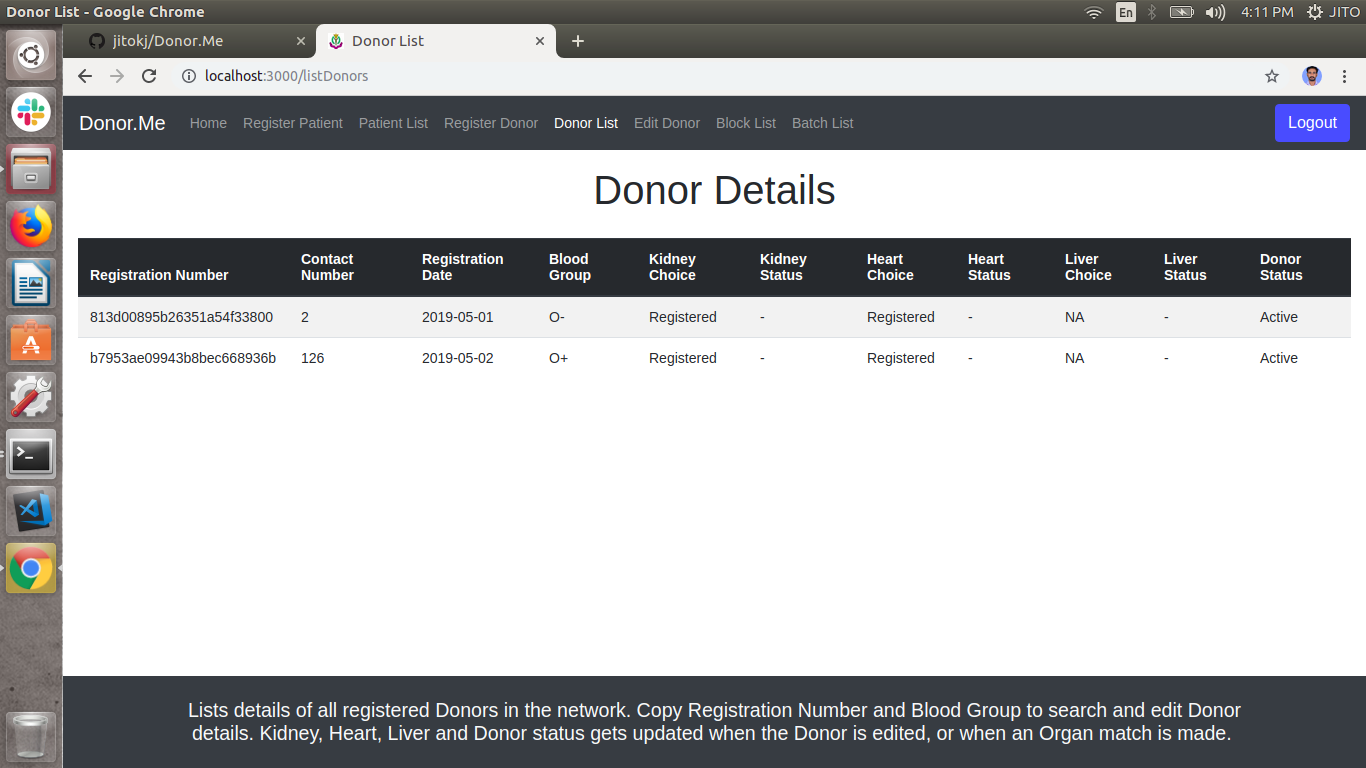 Donor List - Google Chrome En 4:11 PM JITO
jitokj/Donor.Me Donor List
localhost:3000/listDonors
Donor.Me Home Register Patient Patient List Register Donor Donor List Edit Donor Block List Batch List Logout
Donor Details
Registration Number Contact Number Registration Date Blood Group Kidney Choice Kidney Status Heart Choice Heart Status Liver Choice Liver Status Donor Status
813d00895b26351a54f33800 2 2019-05-01 O- Registered - Registered - NA - Active
b7953ae09943b8bec668936b 126 2019-05-02 O+ Registered - Registered - NA - Active
Lists details of all registered Donors in the network. Copy Registration Number and Blood Group to search and edit Donor
details. Kidney, Heart, Liver and Donor status gets updated when the Donor is edited, or when an Organ match is made.